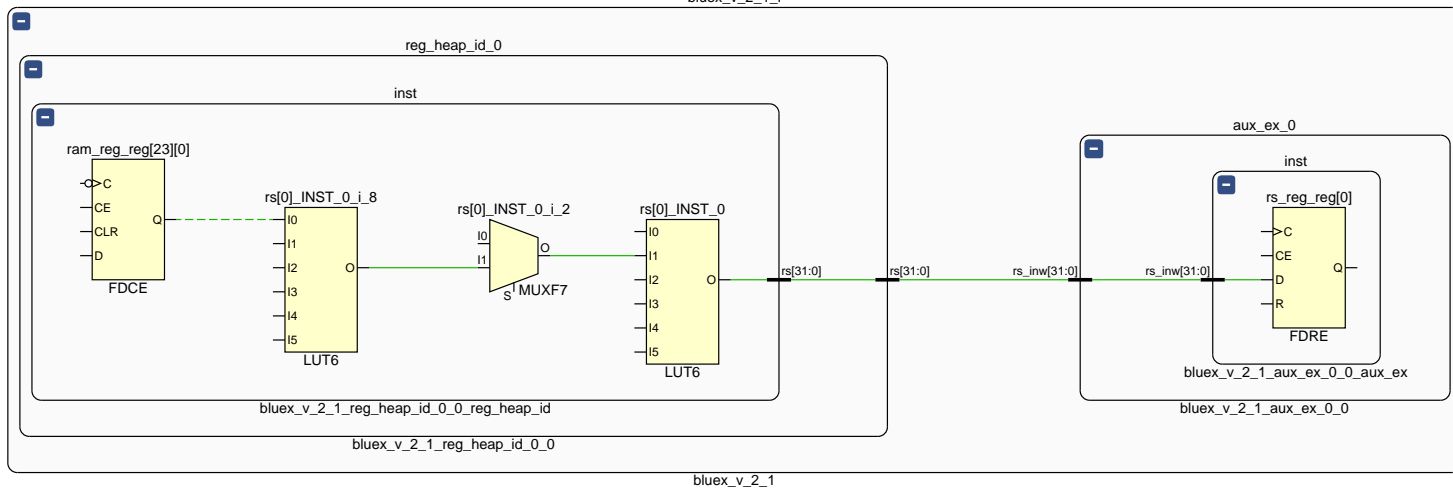 reg_heap_id_0
inst
ram_reg_reg[23][0]
C
CE
CLR
D
Q
FDCE
rs[0]_INST_0_i_8
I0
I1
I2
I3
I4
I5
O
LUT6
rs[0]_INST_0_i_2
I0
I1
O
S
MUXF7
rs[0]_INST_0
I0
I1
I2
I3
I4
I5
O
LUT6
rs[31:0]
rs[31:0]
bluex_v_2_1_reg_heap_id_0_0_reg_heap_id
bluex_v_2_1_reg_heap_id_0_0
aux_ex_0
inst
rs_inw[31:0]
rs_inw[31:0]
rs_reg_reg[0]
C
CE
D
R
Q
FDRE
bluex_v_2_1_aux_ex_0_0_aux_ex
bluex_v_2_1_aux_ex_0_0
bluex_v_2_1